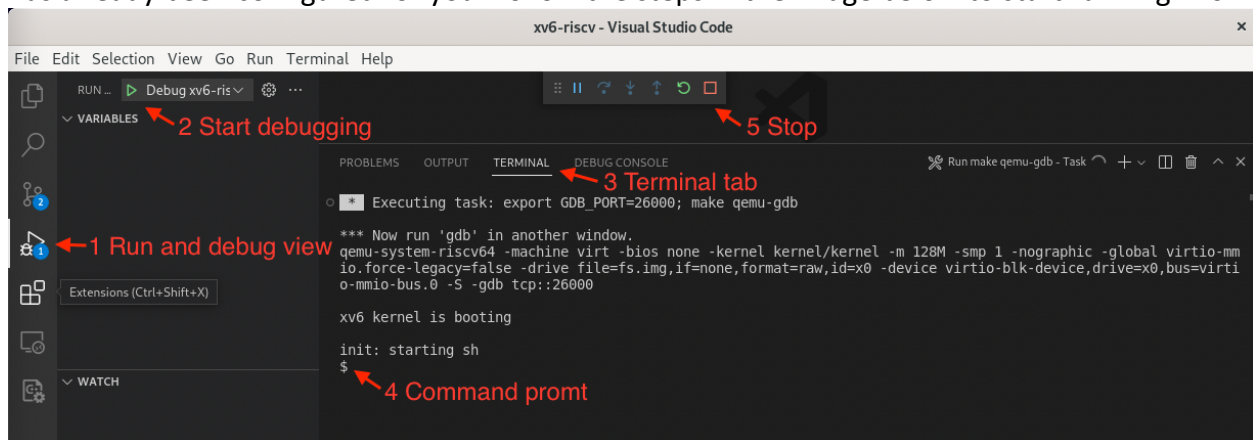 xv6-riscv - Visual Studio Code
File Edit Selection View Go Run Terminal Help
RUN ... Debug xv6-ris
VARIABLES
2 Start debugging
5 Stop
PROBLEMS OUTPUT TERMINAL DEBUG CONSOLE Run make qemu-gdb - Task
3 Terminal tab
* Executing task: export GDB_PORT=26000; make qemu-gdb
*** Now run 'gdb' in another window.
1 Run and debug view
qemu-system-riscv64 -machine virt -bios none -kernel kernel/kernel -m 128M -smp 1 -nographic -global virtio-mm
io.force-legacy=false -drive file=fs.img,if=none,format=raw,id=x0 -device virtio-blk-device,drive=x0,bus=virti
o-mmio-bus.0 -S -gdb tcp::26000
Extensions (Ctrl+Shift+X)
xv6 kernel is booting
init: starting sh
$
WATCH
4 Command promt
2
1